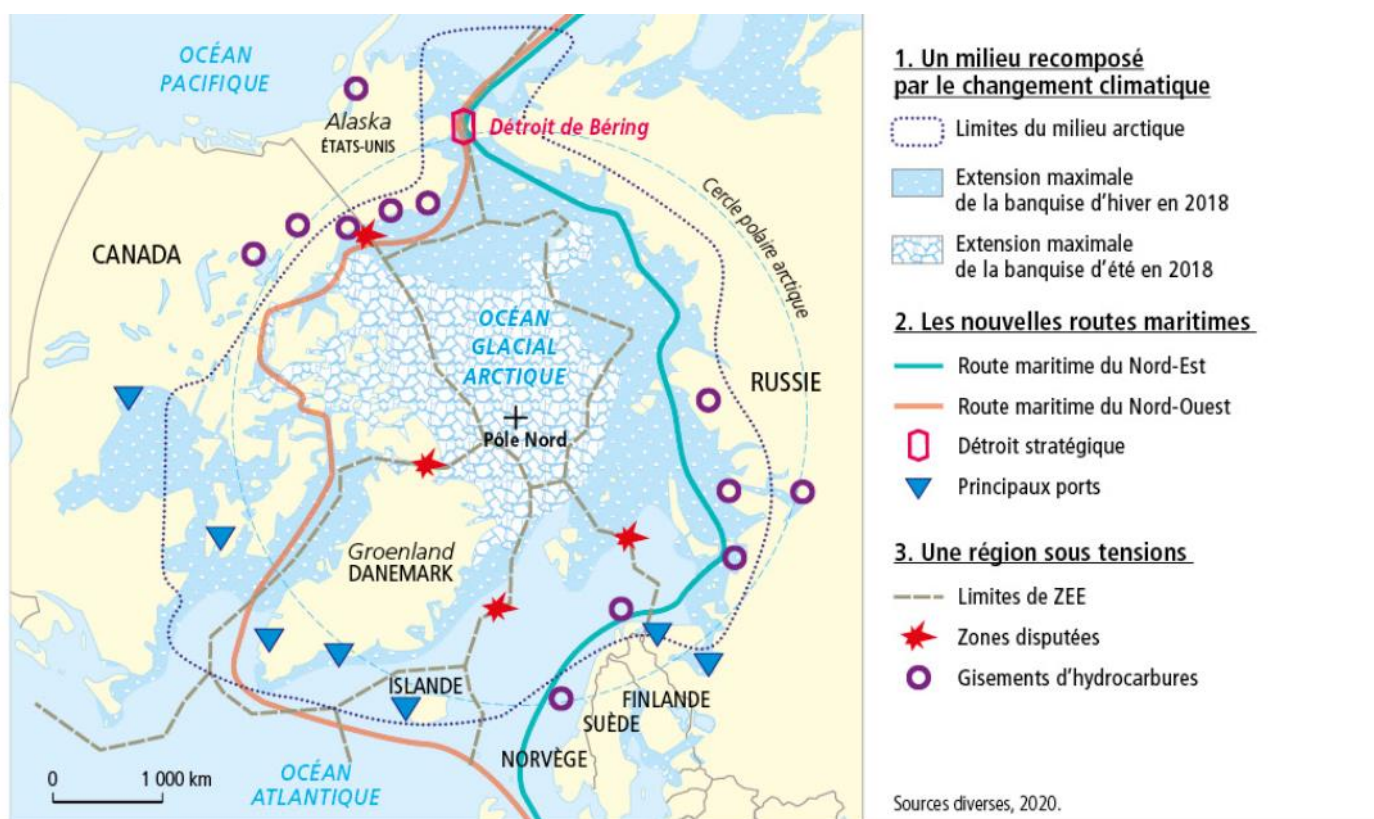 OCÉAN
PACIFIQUE
Alaska
ÉTATS-UNIS
Détroit de Béring
Cercle polaire arctique
CANADA
OCÉAN
GLACIAL
ARCTIQUE
RUSSIE
Pôle Nord
Groenland
DANEMARK
ISLANDE
FINLANDE
SUÈDE
NORVÈGE
OCÉAN
ATLANTIQUE
0 1 000 km
1. Un milieu recomposé
par le changement climatique
Limites du milieu arctique
Extension maximale
de la banquise d'hiver en 2018
Extension maximale
de la banquise d'été en 2018
2. Les nouvelles routes maritimes
Route maritime du Nord-Est
Route maritime du Nord-Ouest
Détroit stratégique
Principaux ports
3. Une région sous tensions
Limites de ZEE
Zones disputées
Gisements d'hydrocarbures
Sources diverses, 2020.